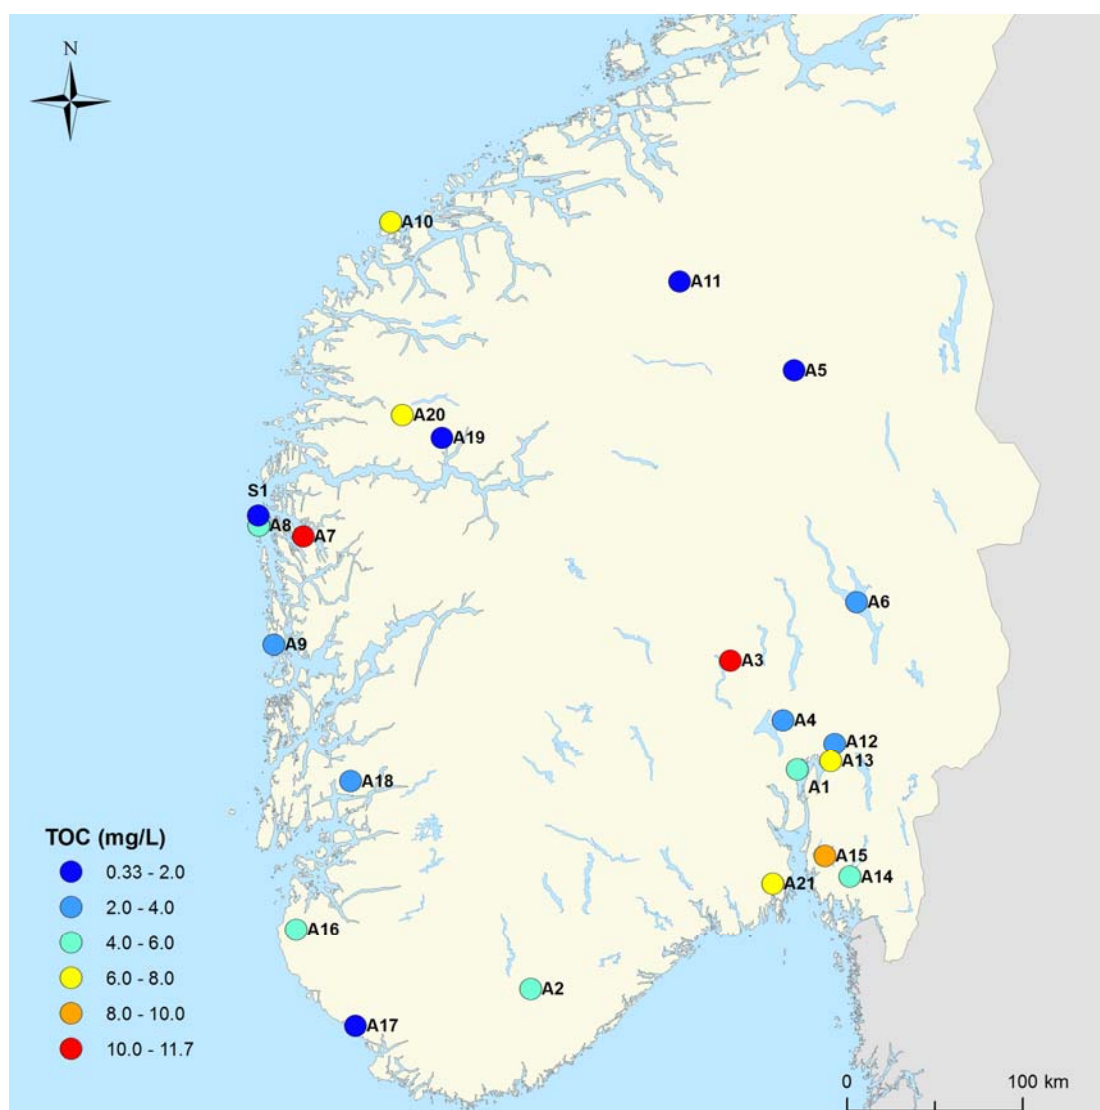 N
A10
A11
A5
A20
A19
S1
A8
A7
A6
A9
A3
A4
A12
A13
A1
A18
TOC (mg/L)
0.33 - 2.0
2.0 - 4.0
4.0 - 6.0
6.0 - 8.0
8.0 - 10.0
10.0 - 11.7
A15
A14
A21
A16
A2
A17
0 100 km